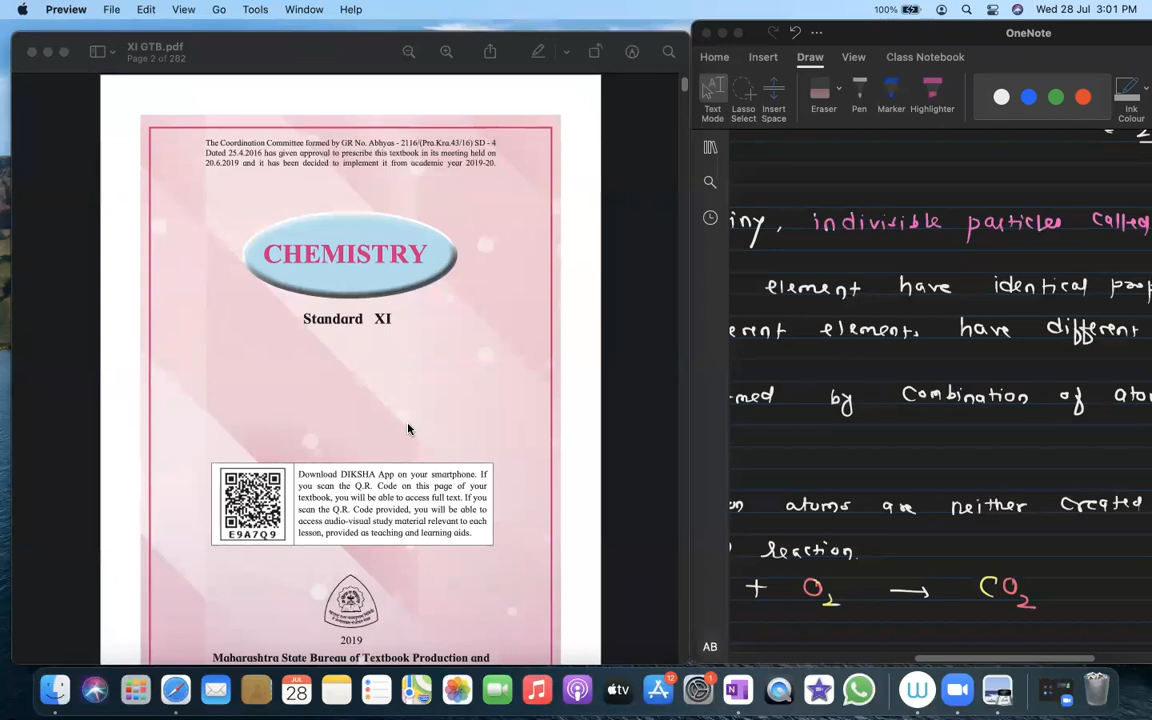 Preview File Edit View Go Tools Window Help 100% Wed 28 Jul 3:01 PM
XI GTB.pdf
Page 2 of 282
The Coordination Committee formed by GR No. Abhyas - 2116/(Pra.Kra.43/16) SD - 4
Dated 25.4.2016 has given approval to prescribe this textbook in its meeting held on
20.6.2019 and it has been decided to implement it from academic year 2019-20.
CHEMISTRY
Standard XI
Download DIKSHA App on your smartphone. If
you scan the Q.R. Code on this page of your
textbook, you will be able to access full text. If you
scan the Q.R. Code provided, you will be able to
access audio-visual study material relevant to each
lesson, provided as teaching and learning aids.
E9A7Q9
2019
Maharashtra State Bureau of Textbook Production and
OneNote
Home Insert Draw View Class Notebook
Text Mode
Lasso Select
Insert Space
Eraser
Pen
Marker
Highlighter
Ink Colour
iny, indivisible particles called
element have identical prop
erent elements have different
med by Combination of ato
atoms are neither created
reaction.
+ O2 → CO2
AB
JUL
28
12
1
tv